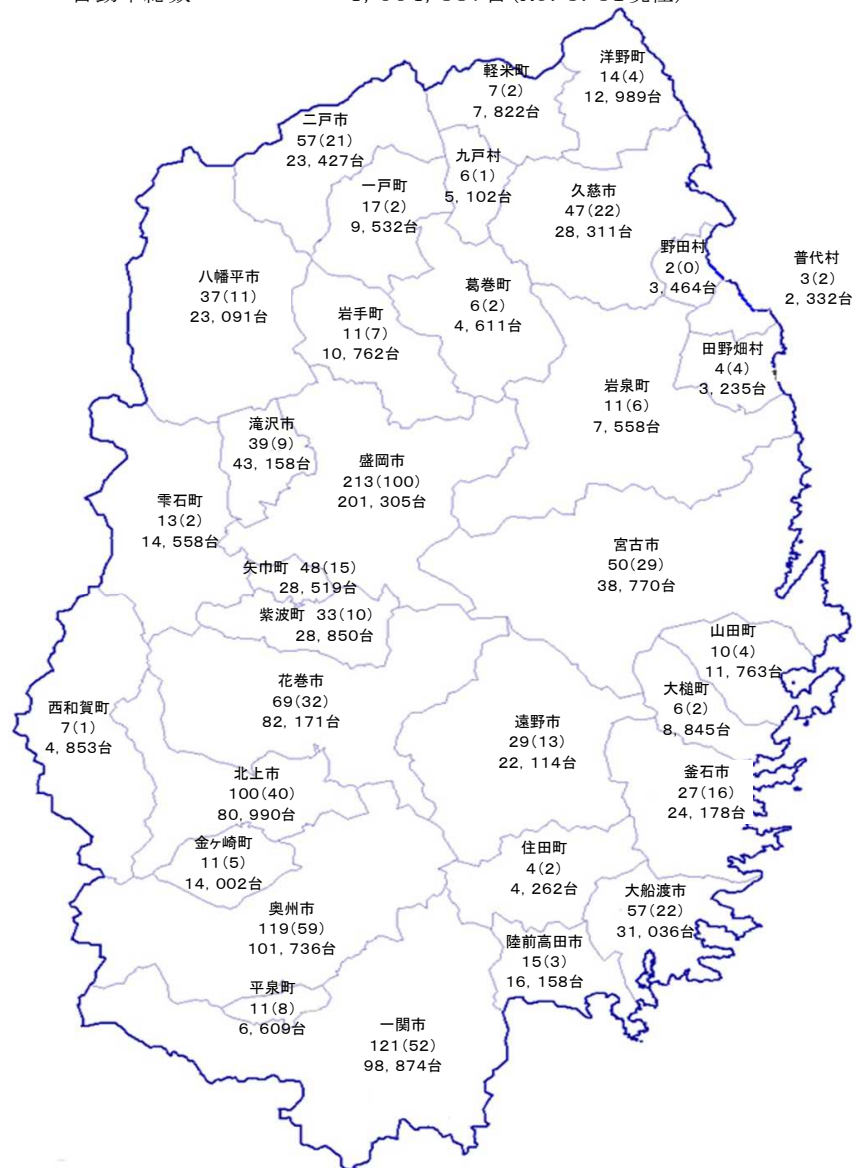 洋野町
14(4)
12, 989台
軽米町
7(2)
7, 822台
二戸市
57(21)
23, 427台
九戸村
6(1)
5, 102台
一戸町
17(2)
9, 532台
久慈市
47(22)
28, 311台
野田村
2(0)
3, 464台
普代村
3(2)
2, 332台
八幡平市
37(11)
23, 091台
葛巻町
6(2)
4, 611台
岩手町
11(7)
10, 762台
田野畑村
4(4)
3, 235台
岩泉町
11(6)
7, 558台
滝沢市
39(9)
43, 158台
盛岡市
213(100)
201, 305台
雫石町
13(2)
14, 558台
宮古市
50(29)
38, 770台
矢巾町 48(15)
28, 519台
紫波町 33(10)
28, 850台
山田町
10(4)
11, 763台
花巻市
69(32)
82, 171台
大槌町
6(2)
8, 845台
西和賀町
7(1)
4, 853台
遠野市
29(13)
22, 114台
釜石市
27(16)
24, 178台
北上市
100(40)
80, 990台
金ヶ崎町
11(5)
14, 002台
住田町
4(2)
4, 262台
大船渡市
57(22)
31, 036台
奥州市
119(59)
101, 736台
陸前高田市
15(3)
16, 158台
平泉町
11(8)
6, 609台
一関市
121(52)
98, 874台